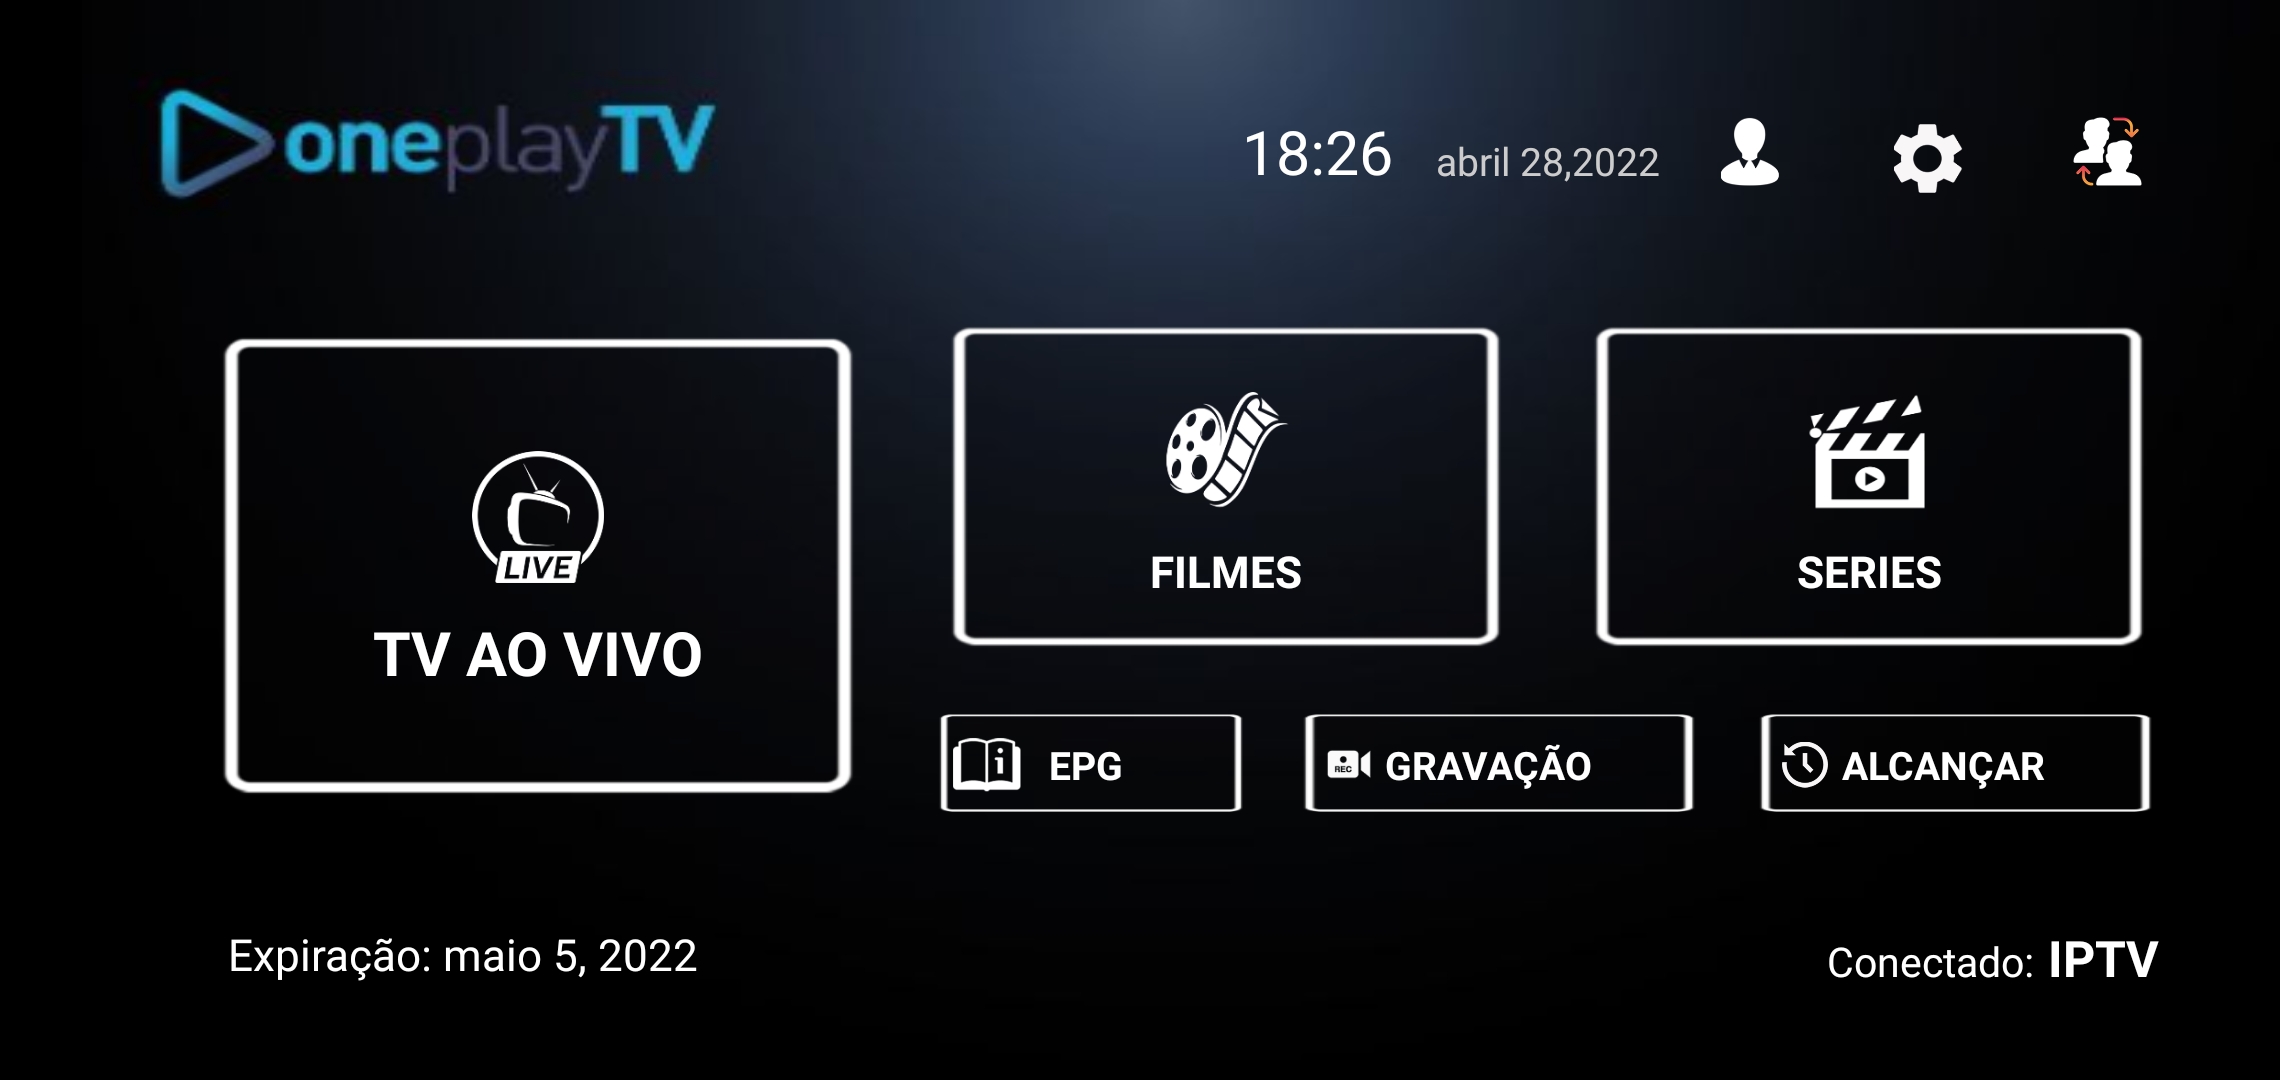 oneplayTV
18:26 abril 28,2022
LIVE
TV AO VIVO
FILMES
SERIES
EPG
REC
GRAVAÇÃO
ALCANÇAR
Expiração: maio 5, 2022
Conectado: IPTV